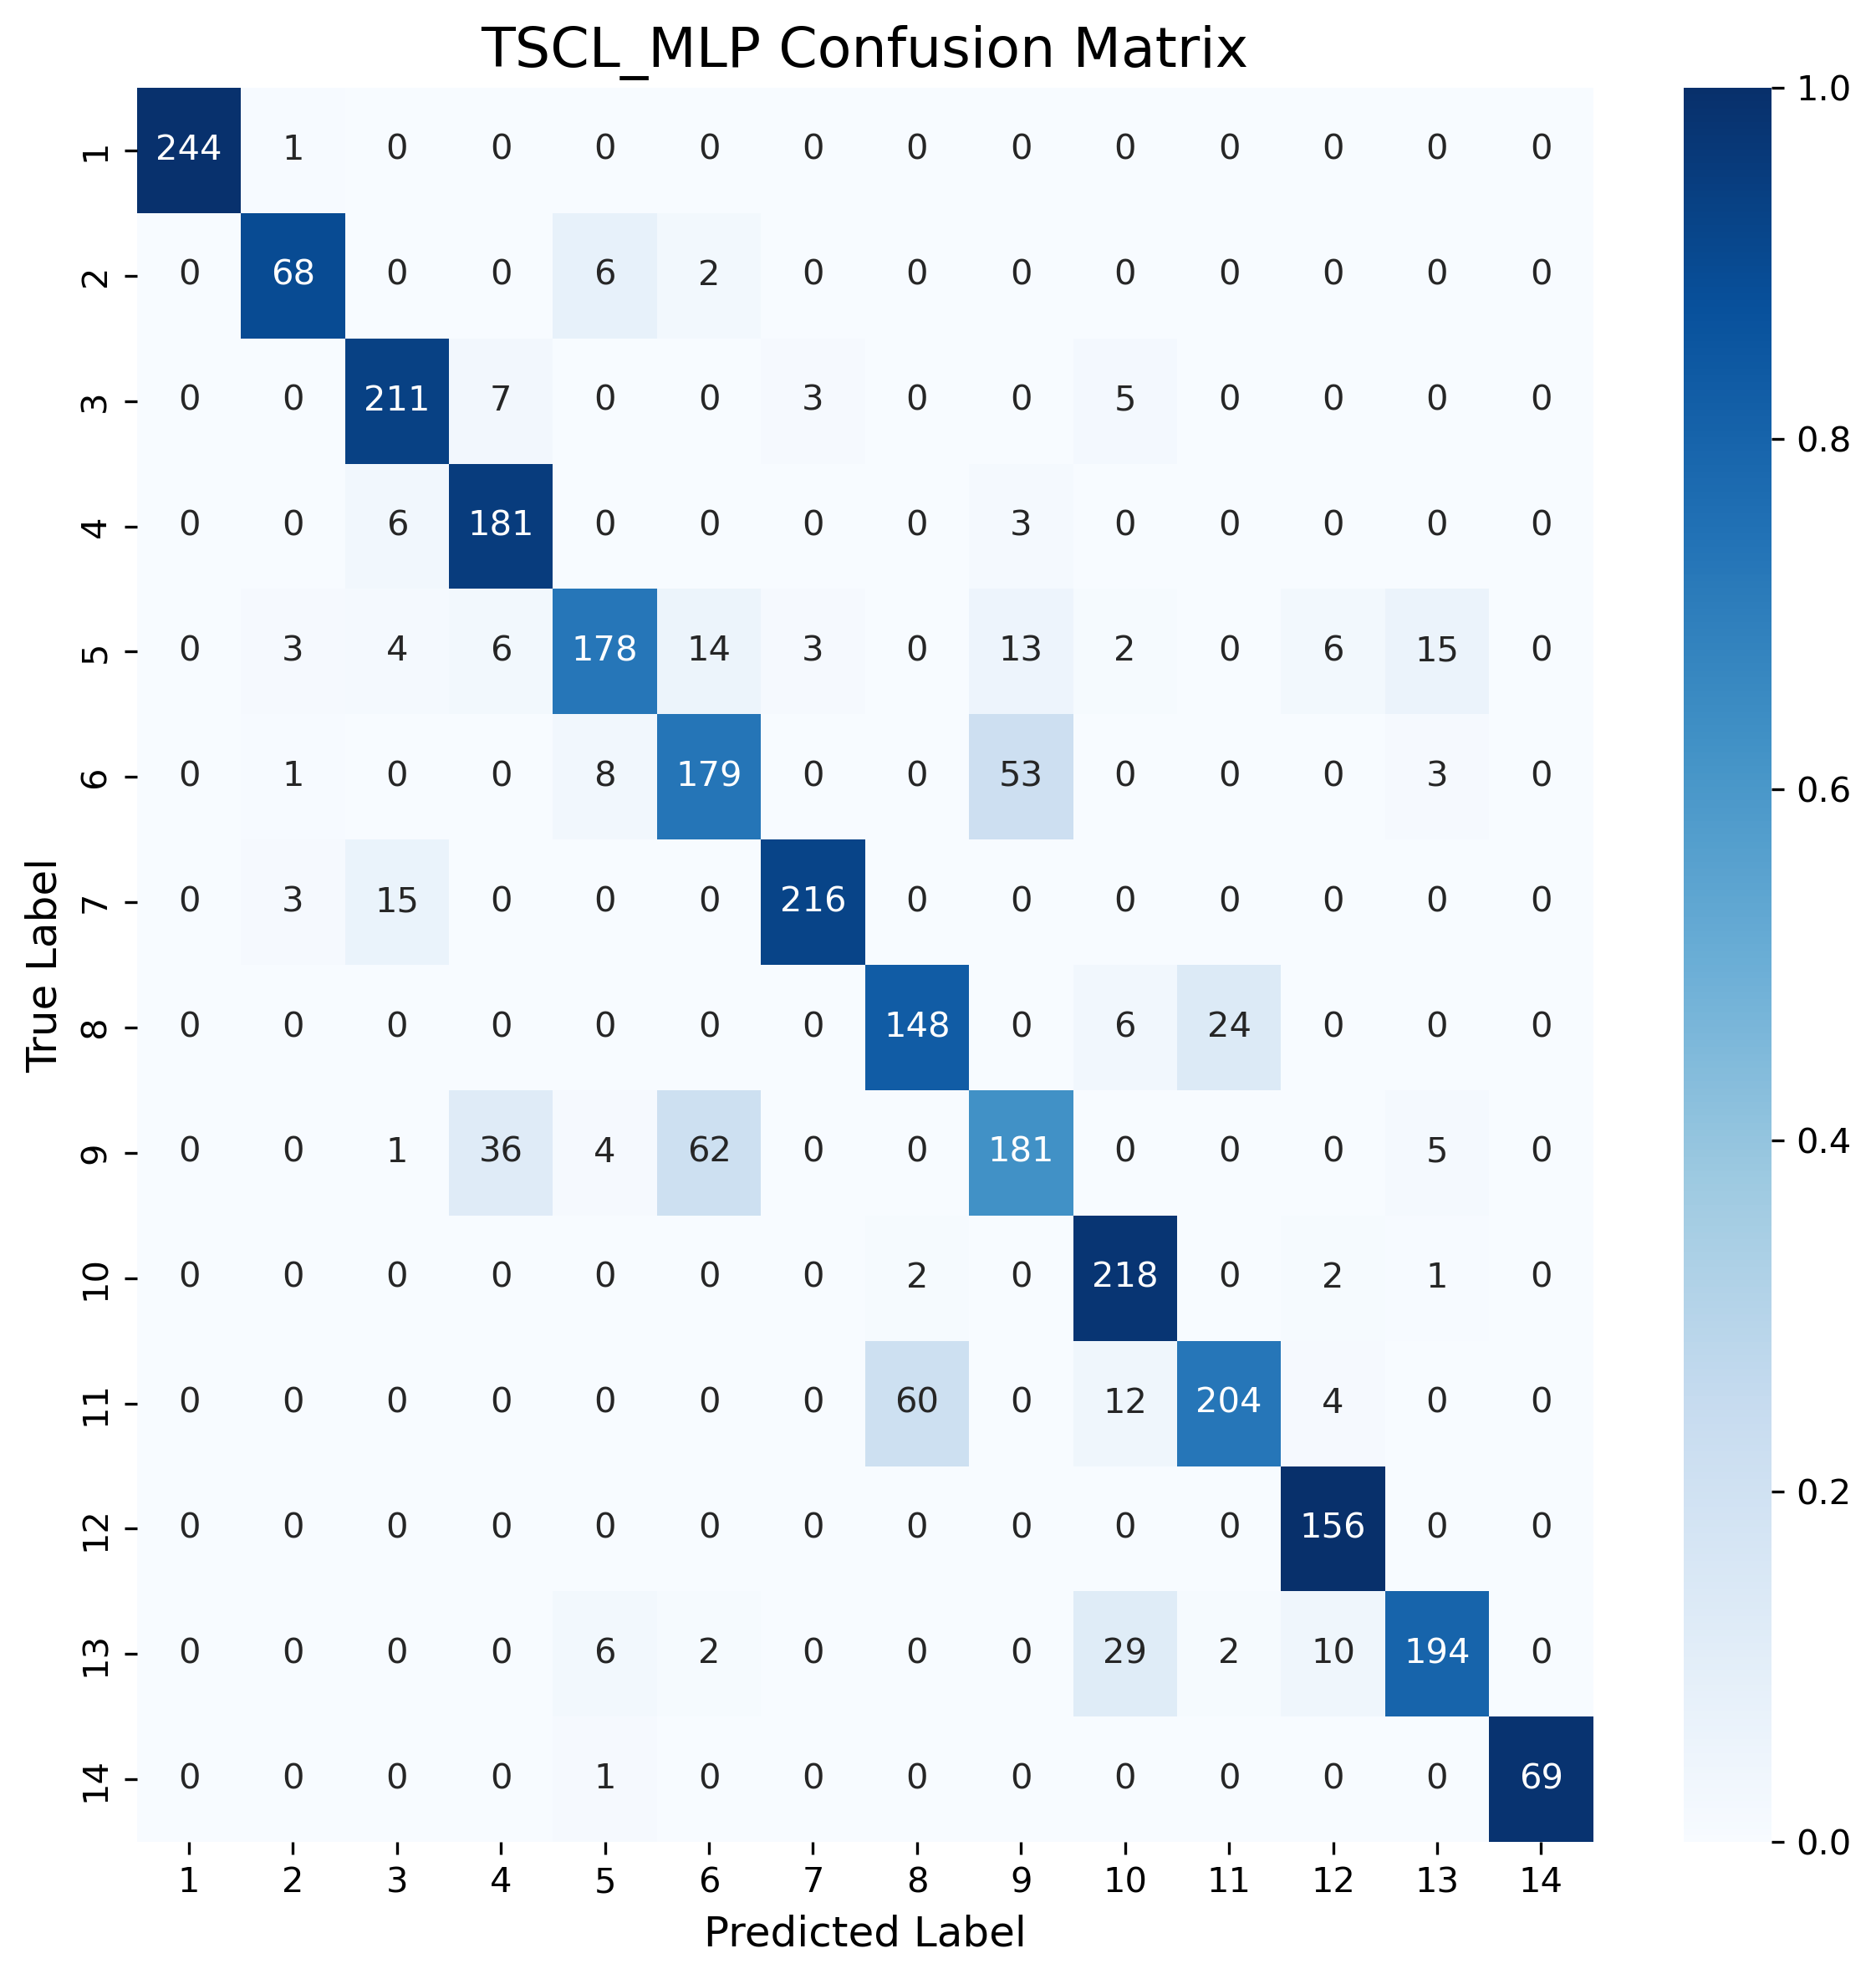 TSCL_MLP Confusion Matrix
1 244 1 0 0 0 0 0 0 0 0 0 0 0 0
2 0 68 0 0 6 2 0 0 0 0 0 0 0 0
3 0 0 211 7 0 0 3 0 0 5 0 0 0 0
4 0 0 6 181 0 0 0 0 3 0 0 0 0 0
5 0 3 4 6 178 14 3 0 13 2 0 6 15 0
6 0 1 0 0 8 179 0 0 53 0 0 0 3 0
7 0 3 15 0 0 0 216 0 0 0 0 0 0 0
8 0 0 0 0 0 0 0 148 0 6 24 0 0 0
9 0 0 1 36 4 62 0 0 181 0 0 0 5 0
10 0 0 0 0 0 0 0 2 0 218 0 2 1 0
11 0 0 0 0 0 0 0 60 0 12 204 4 0 0
12 0 0 0 0 0 0 0 0 0 0 0 156 0 0
13 0 0 0 0 6 2 0 0 0 29 2 10 194 0
14 0 0 0 0 1 0 0 0 0 0 0 0 0 69
1 2 3 4 5 6 7 8 9 10 11 12 13 14
Predicted Label
True Label
1.0
0.8
0.6
0.4
0.2
0.0